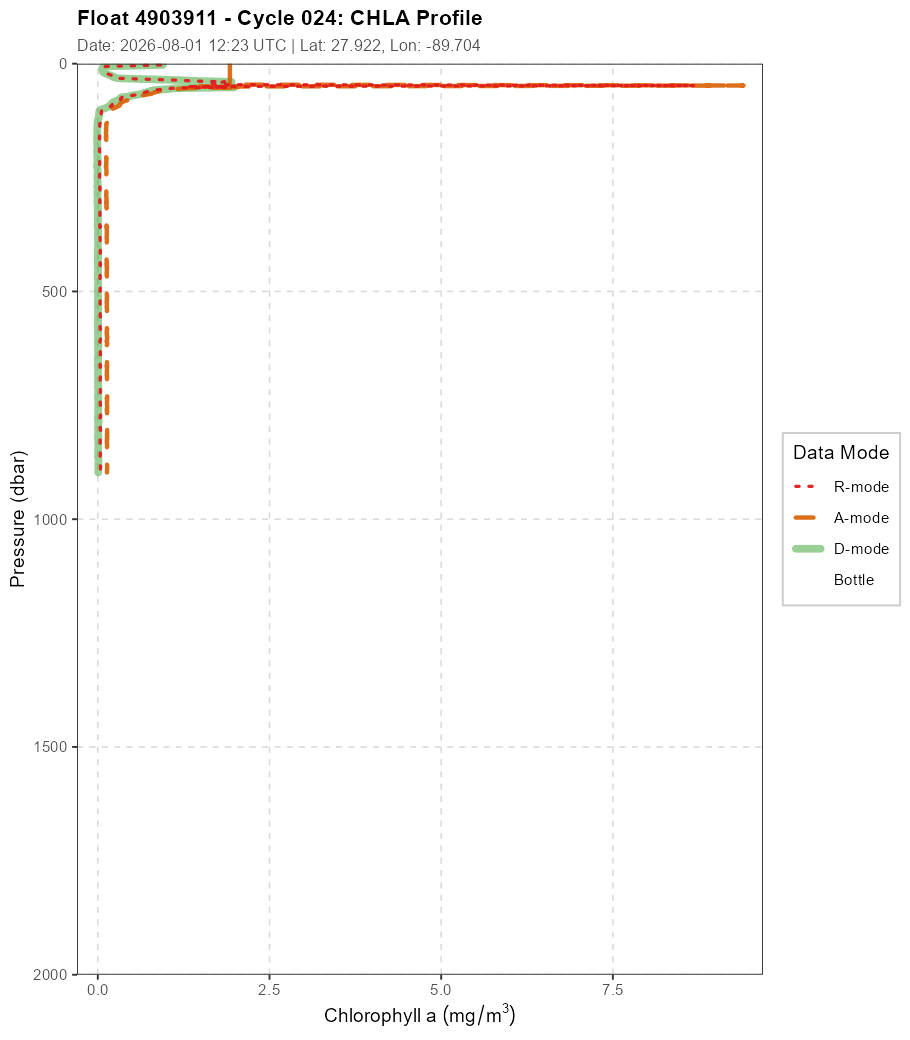 Float 4903911 - Cycle 024: CHLA Profile
Date: 2026-08-01 12:23 UTC | Lat: 27.922, Lon: -89.704
0
500
1000
1500
2000
Pressure (dbar)
0.0 2.5 5.0 7.5
Chlorophyll a (mg/m³)
Data Mode
R-mode
A-mode
D-mode
Bottle